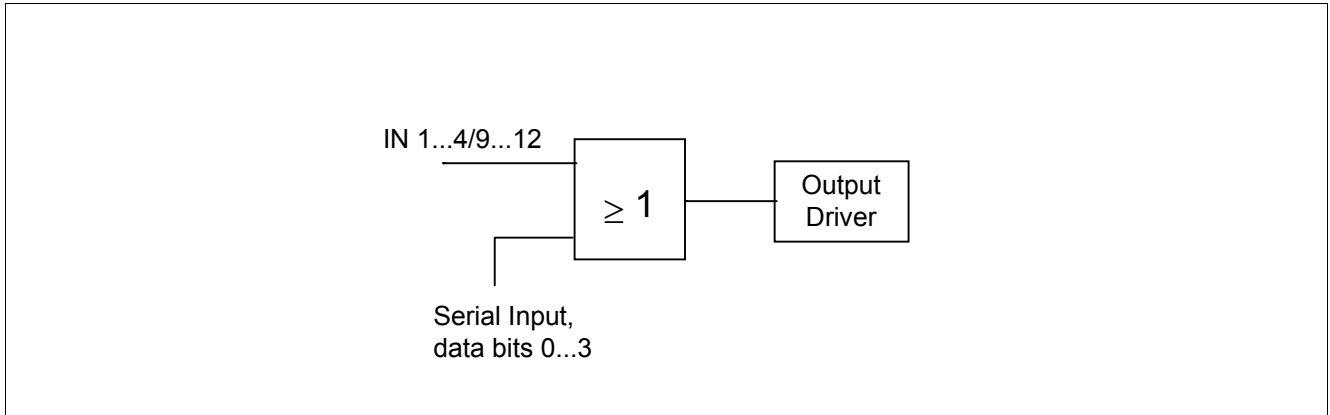 IN 1...4/9...12
≥ 1
Output
Driver
Serial Input,
data bits 0...3